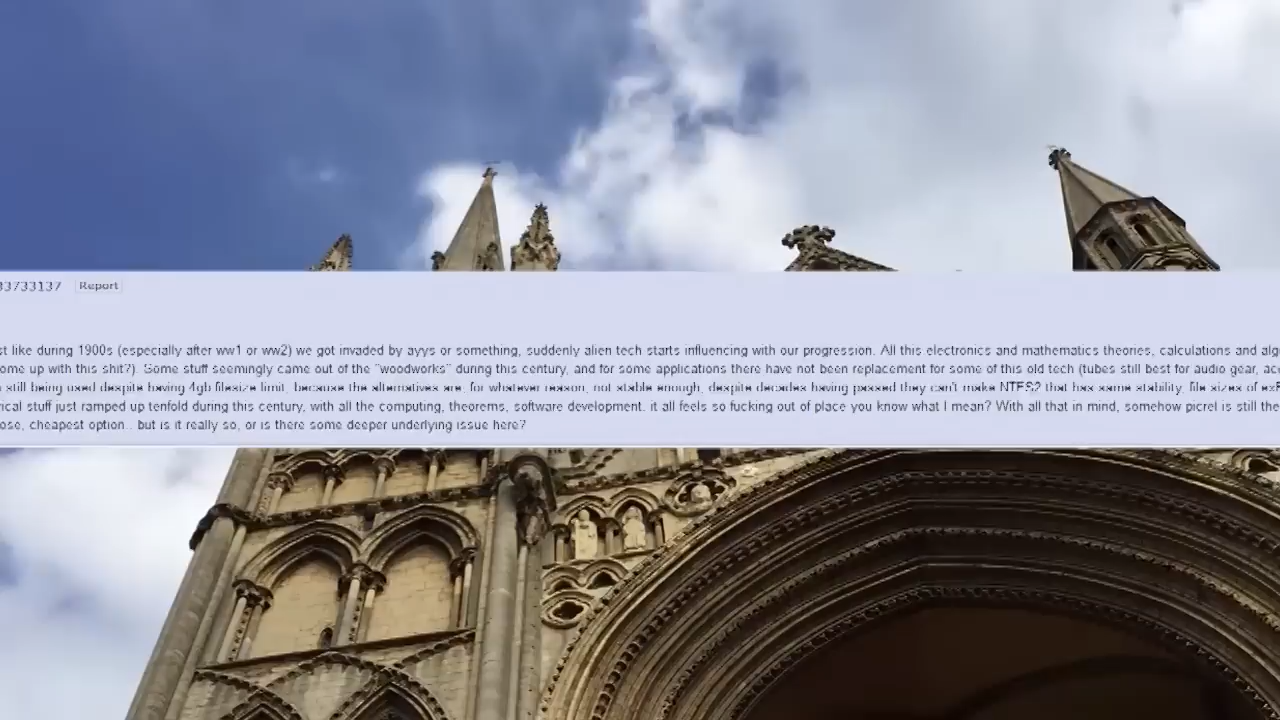 33733137 Report
st like during 1900s (especially after ww1 or ww2) we got invaded by ayys or something, suddenly alien tech starts influencing with our progression. All this electronics and mathematics theories, calculations and alg
ome up with this shit?). Some stuff seemingly came out of the "woodworks" during this century, and for some applications there have not been replacement for some of this old tech (tubes still best for audio gear, ac
still being used despite having 4gb filesize limit, because the alternatives are, for whatever reason, not stable enough, despite decades having passed they can't make NTFS2 that has same stability, file sizes of ex
ical stuff just ramped up tenfold during this century, with all the computing, theorems, software development. it all feels so fucking out of place you know what I mean? With all that in mind, somehow picrel is still the
ose, cheapest option.. but is it really so, or is there some deeper underlying issue here?